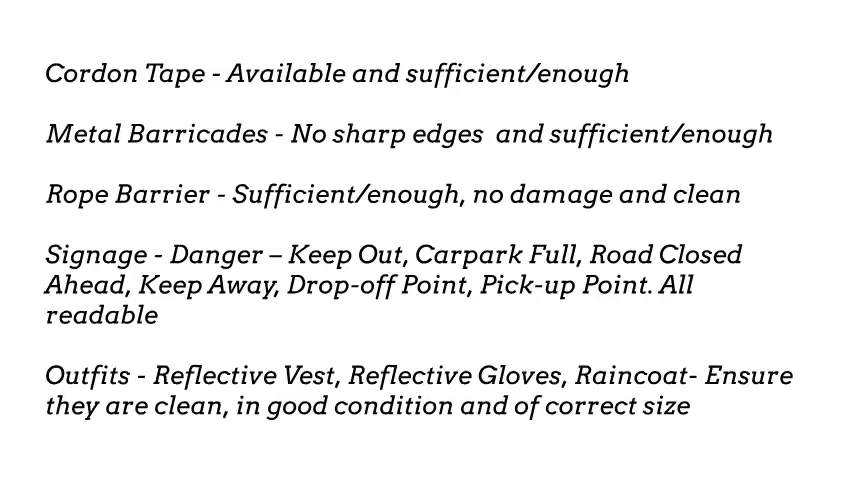 Cordon Tape - Available and sufficient/enough
Metal Barricades - No sharp edges  and sufficient/enough
Rope Barrier - Sufficient/enough, no damage and clean
Signage - Danger – Keep Out, Carpark Full, Road Closed
Ahead, Keep Away, Drop-off Point, Pick-up Point. All
readable
Outfits - Reflective Vest, Reflective Gloves, Raincoat- Ensure
they are clean, in good condition and of correct size